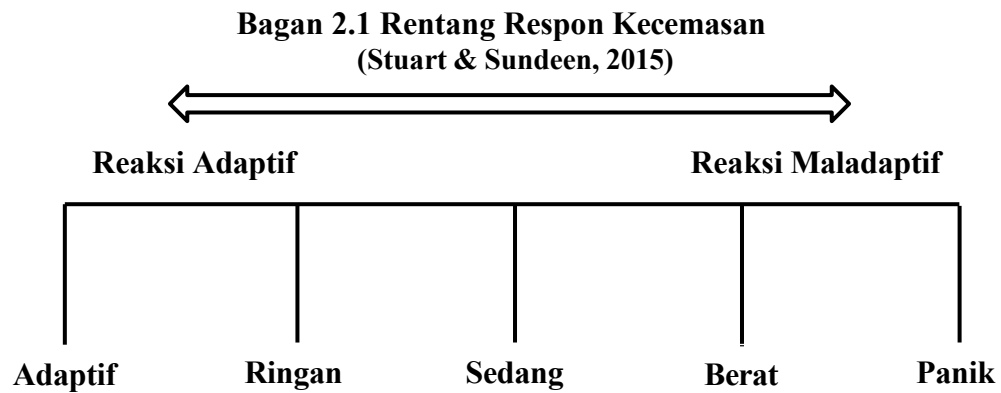 Bagan 2.1 Rentang Respon Kecemasan
(Stuart & Sundeen, 2015)
Reaksi Adaptif Reaksi Maladaptif
Adaptif Ringan Sedang Berat Panik